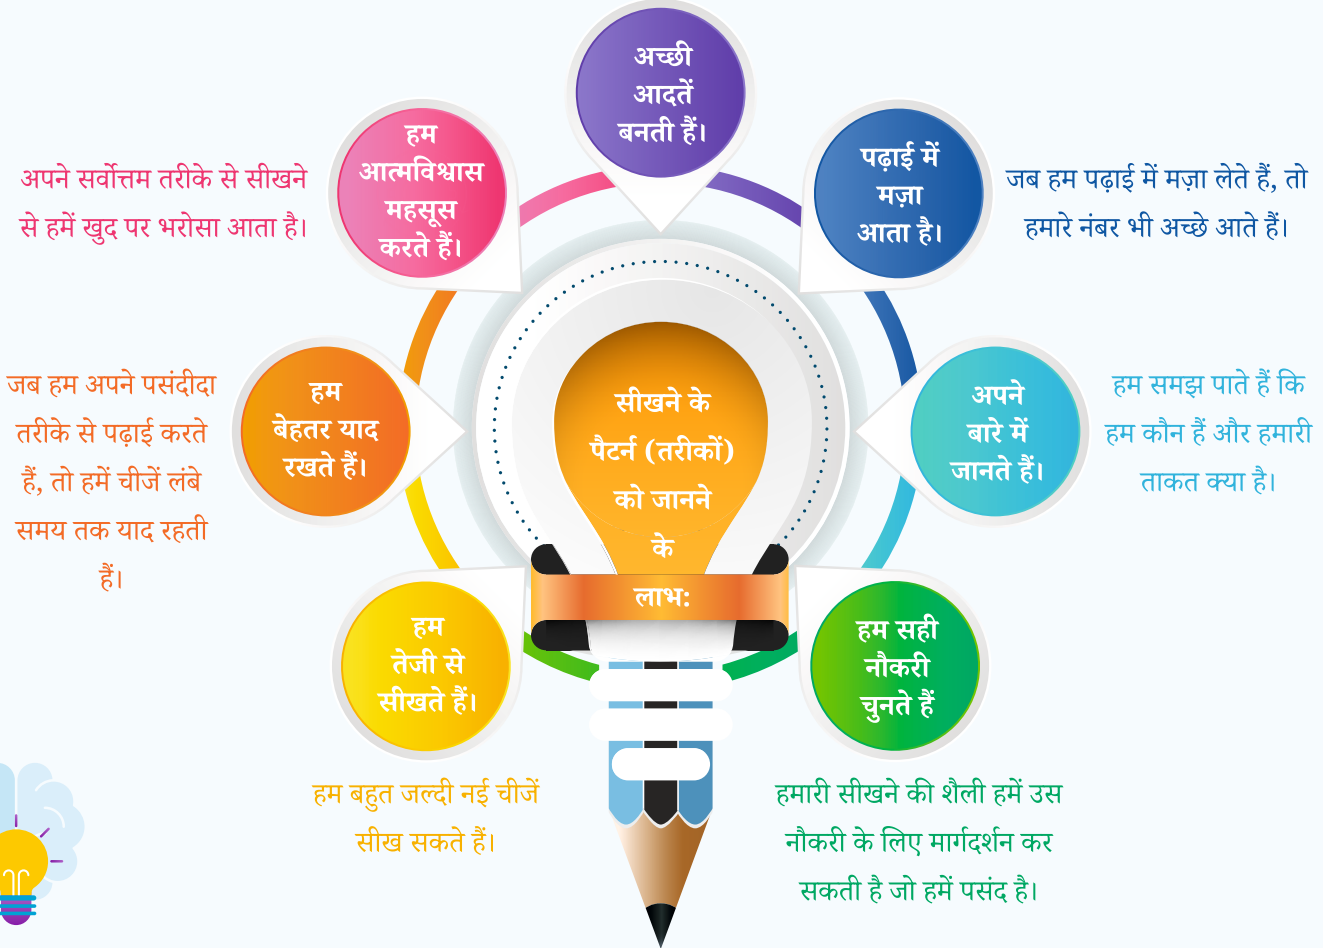 अच्छी
आदतें
बनती हैं।
हम
आत्मविश्वास
महसूस
करते हैं।
अपने सर्वोत्तम तरीके से सीखने
से हमें खुद पर भरोसा आता है।
पढ़ाई में
मज़ा
आता है।
जब हम पढ़ाई में मज़ा लेते हैं, तो
हमारे नंबर भी अच्छे आते हैं।
सीखने के
पैटर्न (तरीकों)
को जानने
के
लाभ:
हम
बेहतर याद
रखते हैं।
जब हम अपने पसंदीदा
तरीके से पढ़ाई करते
हैं, तो हमें चीजें लंबे
समय तक याद रहती
हैं।
अपने
बारे में
जानते हैं।
हम समझ पाते हैं कि
हम कौन हैं और हमारी
ताकत क्या है।
हम
तेजी से
सीखते हैं।
हम बहुत जल्दी नई चीजें
सीख सकते हैं।
हम सही
नौकरी
चुनते हैं
हमारी सीखने की शैली हमें उस
नौकरी के लिए मार्गदर्शन कर
सकती है जो हमें पसंद है।